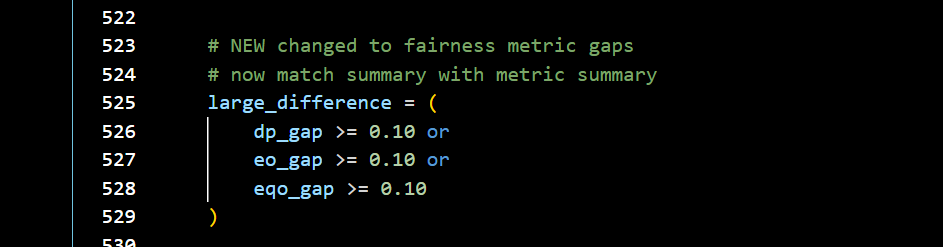 522
523 # NEW changed to fairness metric gaps
524 # now match summary with metric summary
525 large_difference = (
526 dp_gap >= 0.10 or
527 eo_gap >= 0.10 or
528 eqo_gap >= 0.10
529 )
530